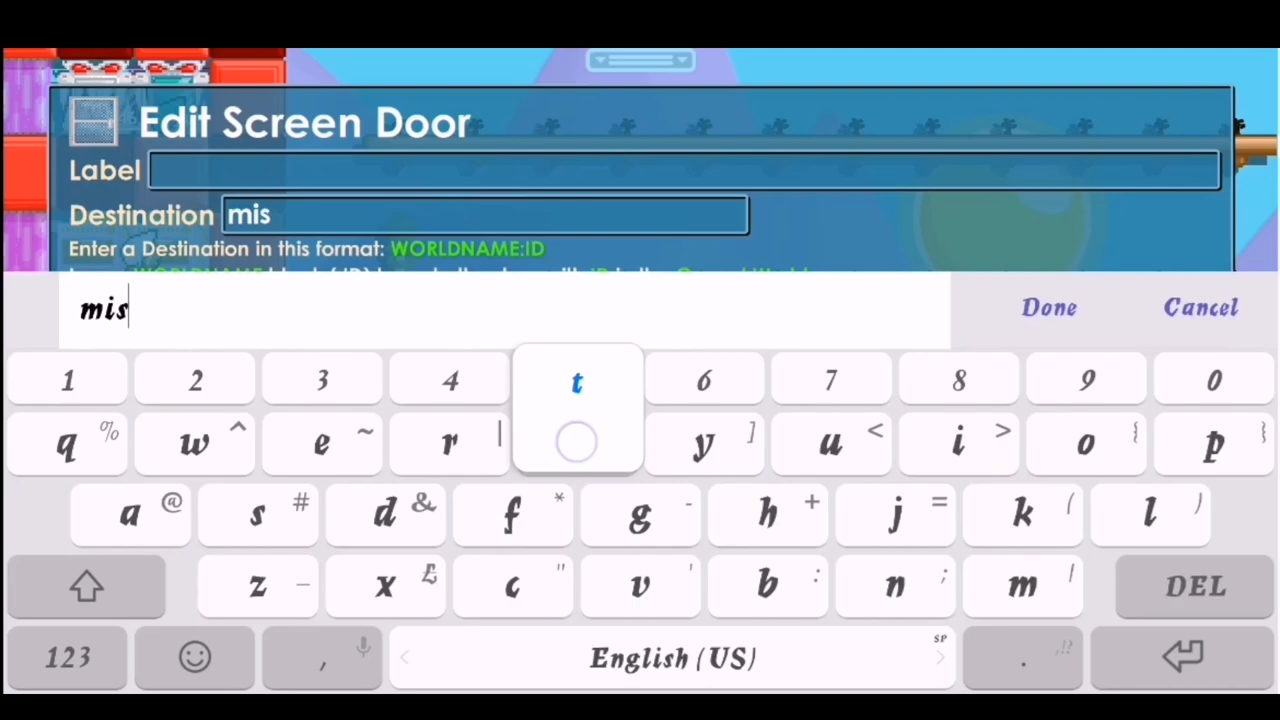 Edit Screen Door
Label
Destination mis
Enter a Destination in this format: WORLDNAME:ID
mis
Done Cancel
1 2 3 4 t 6 7 8 9 0
q % w ^ e ~ r | y ] u < i > o { p }
a @ s # d & f * g - h + j = k ( l )
z _ x £ c " v ' b : n ; m / DEL
123 , English (US) SP . ,!?